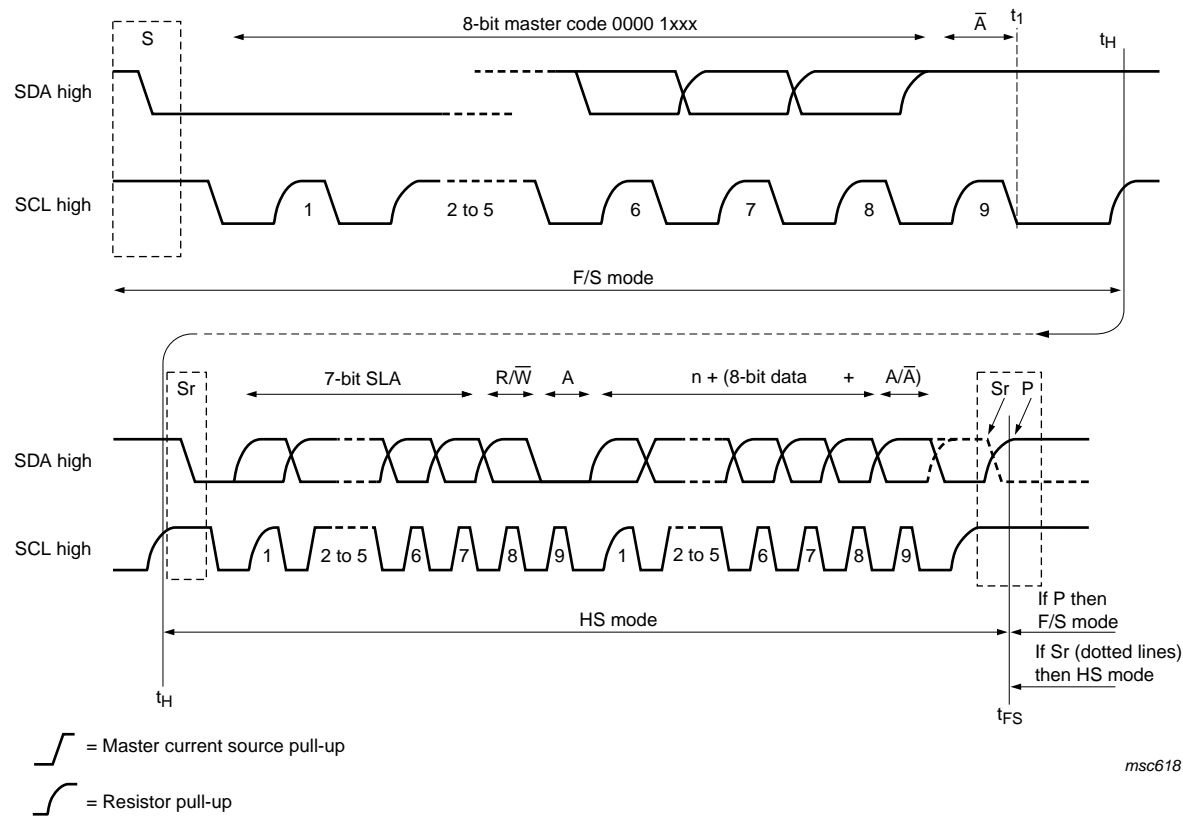 8-bit master code 0000 1xxx
A̅
t1
S
tH
SDA high
SCL high
1
2 to 5
6
7
8
9
F/S mode
7-bit SLA
R/W̅
A
n + (8-bit data + A/A̅)
Sr
Sr P
SDA high
SCL high
1
2 to 5
6
7
8
9
1
2 to 5
6
7
8
9
If P then
F/S mode
HS mode
If Sr (dotted lines)
then HS mode
tH
tFS
= Master current source pull-up
msc618
= Resistor pull-up